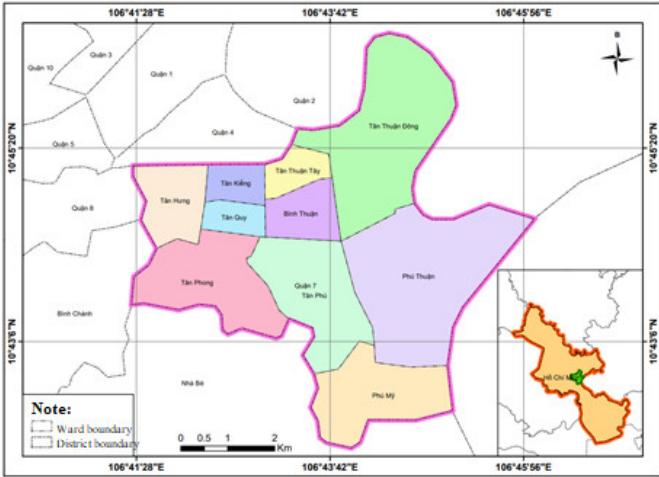 106°41'28"E
106°43'42"E
106°45'56"E
B
Quận 3
Quận 10
Quận 1
Quận 2
Tân Thuận Đông
Quận 4
10°45'20"N
10°45'20"N
Quận 5
Tân Thuận Tây
Tân Kiểng
Tân Hưng
Quận 8
Tân Quy
Bình Thuận
Phú Thuận
Tân Phong
Quận 7
Tân Phú
Bình Chánh
10°43'6"N
10°43'6"N
Hồ Chí M
Nhà Bè
Phú Mỹ
Note:
Ward boundary
District boundary
0 0.5 1 2
Km
106°41'28"E
106°43'42"E
106°45'56"E